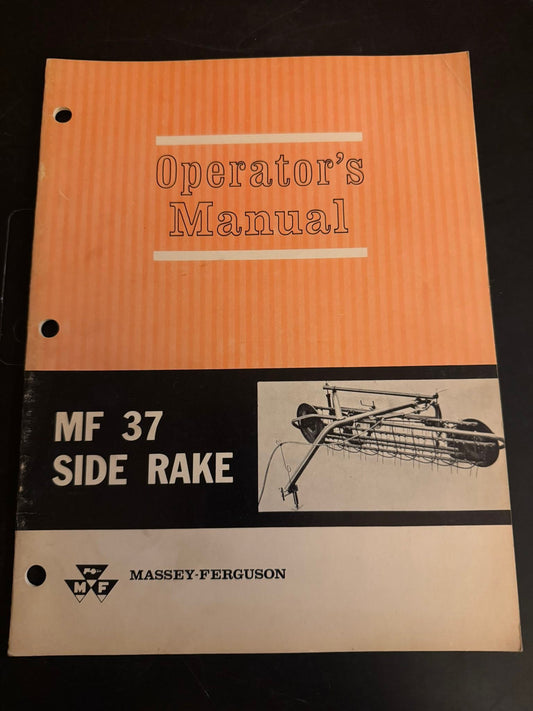 Operator's
Manual
MF 37
SIDE RAKE
M F
MASSEY-FERGUSON